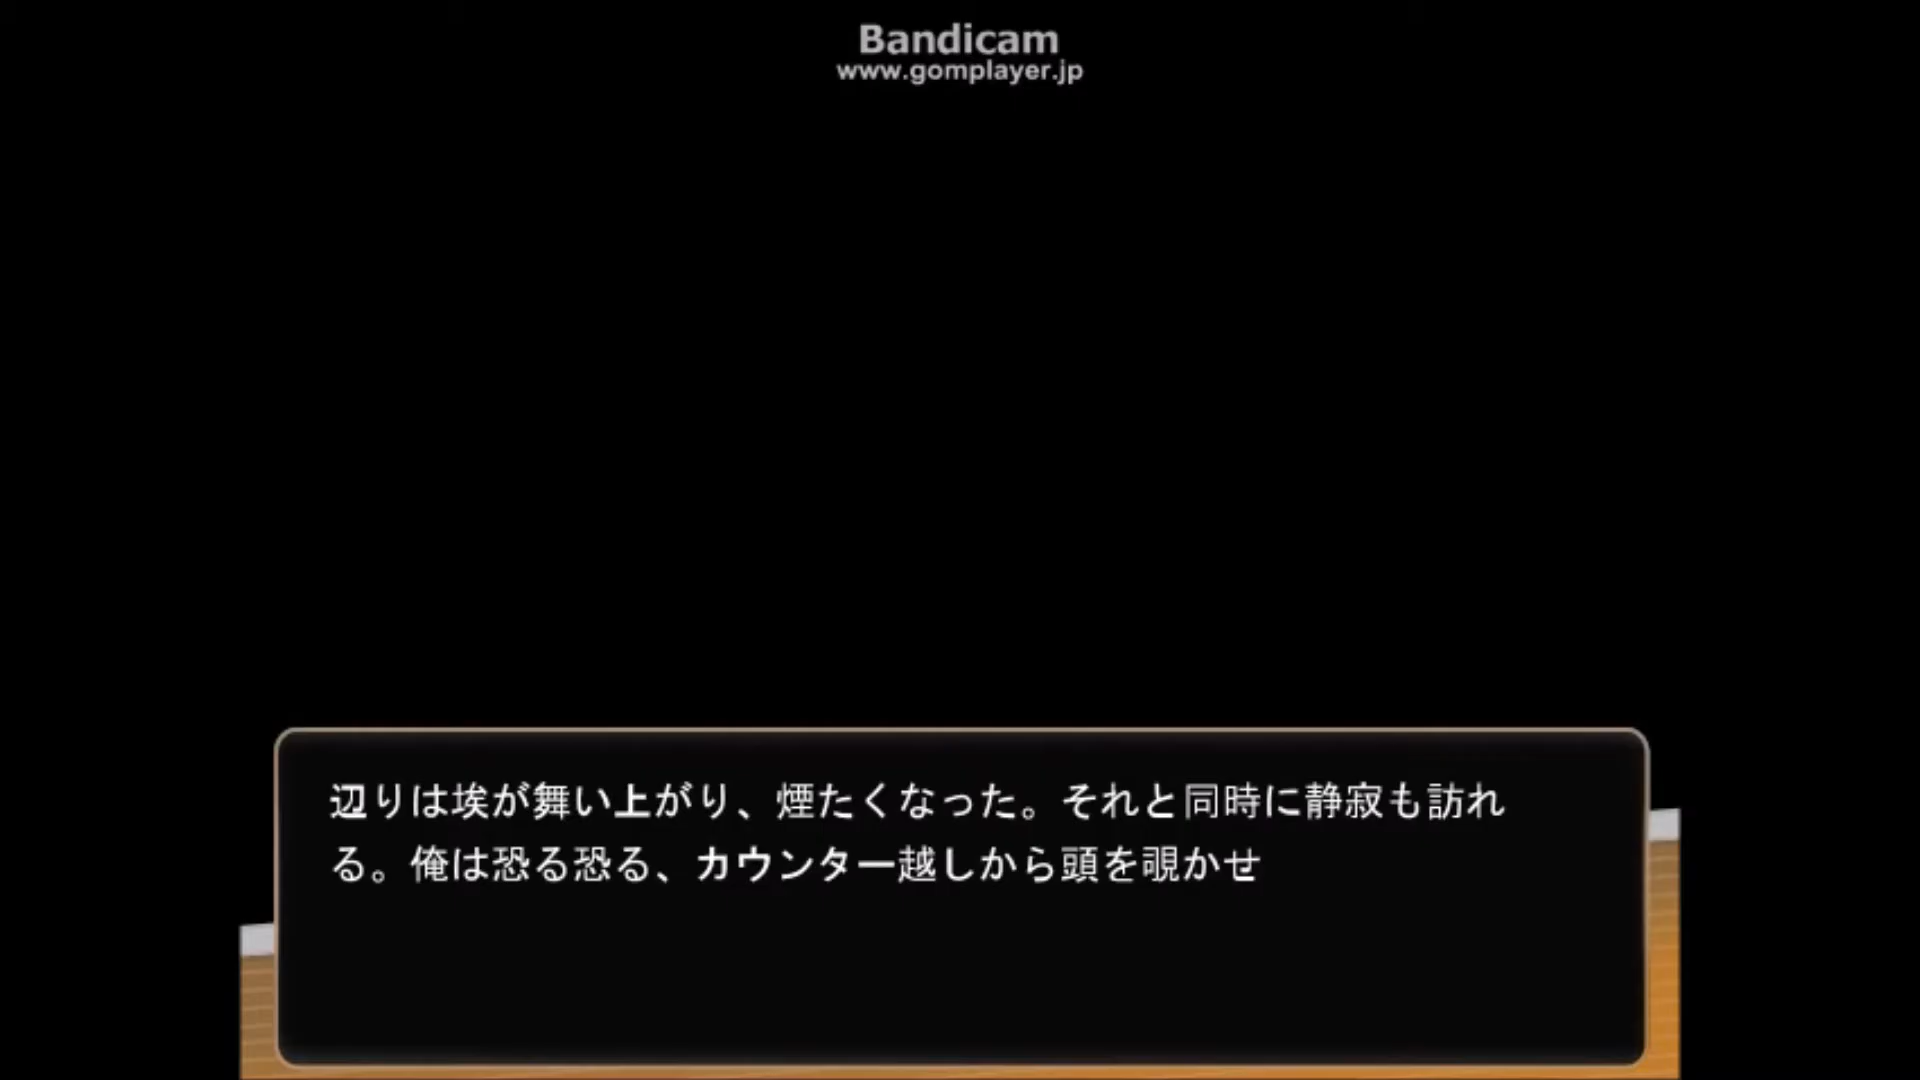 Bandicam
www.gomplayer.jp
辺りは埃が舞い上がり、煙たくなった。それと同時に静寂も訪れ
る。俺は恐る恐る、カウンター越しから頭を覗かせ